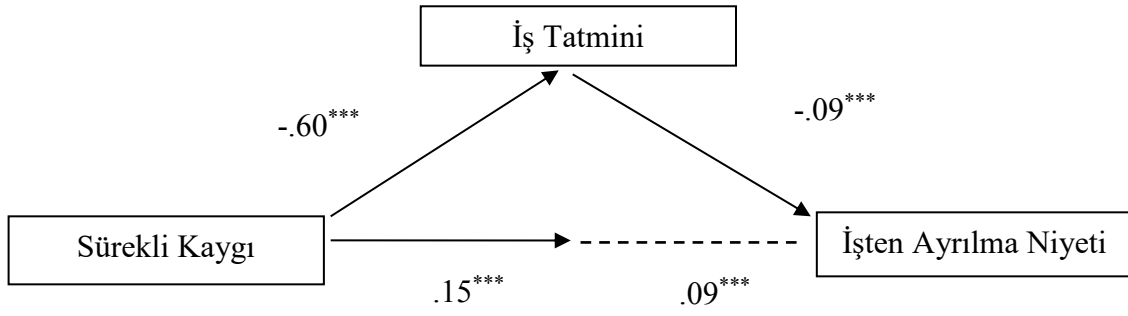 İş Tatmini
-.60***
-.09***
Sürekli Kaygı
İşten Ayrılma Niyeti
.15***
.09***